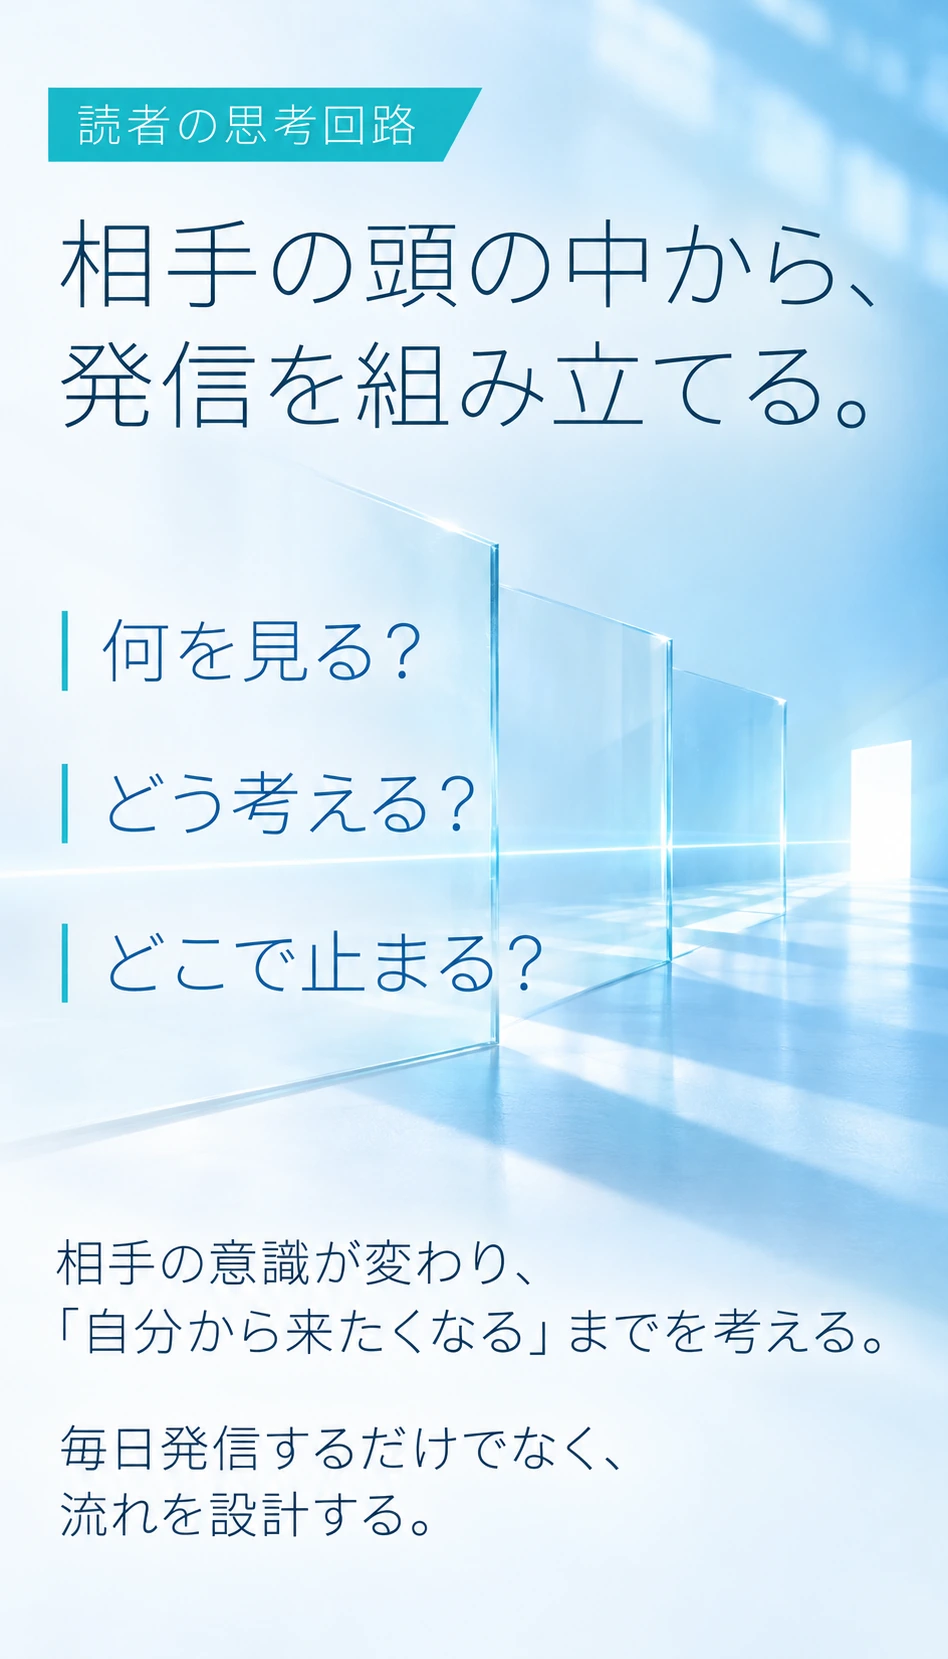 読者の思考回路
相手の頭の中から、
発信を組み立てる。
何を見る？
どう考える？
どこで止まる？
相手の意識が変わり、
「自分から来たくなる」までを考える。
毎日発信するだけでなく、
流れを設計する。